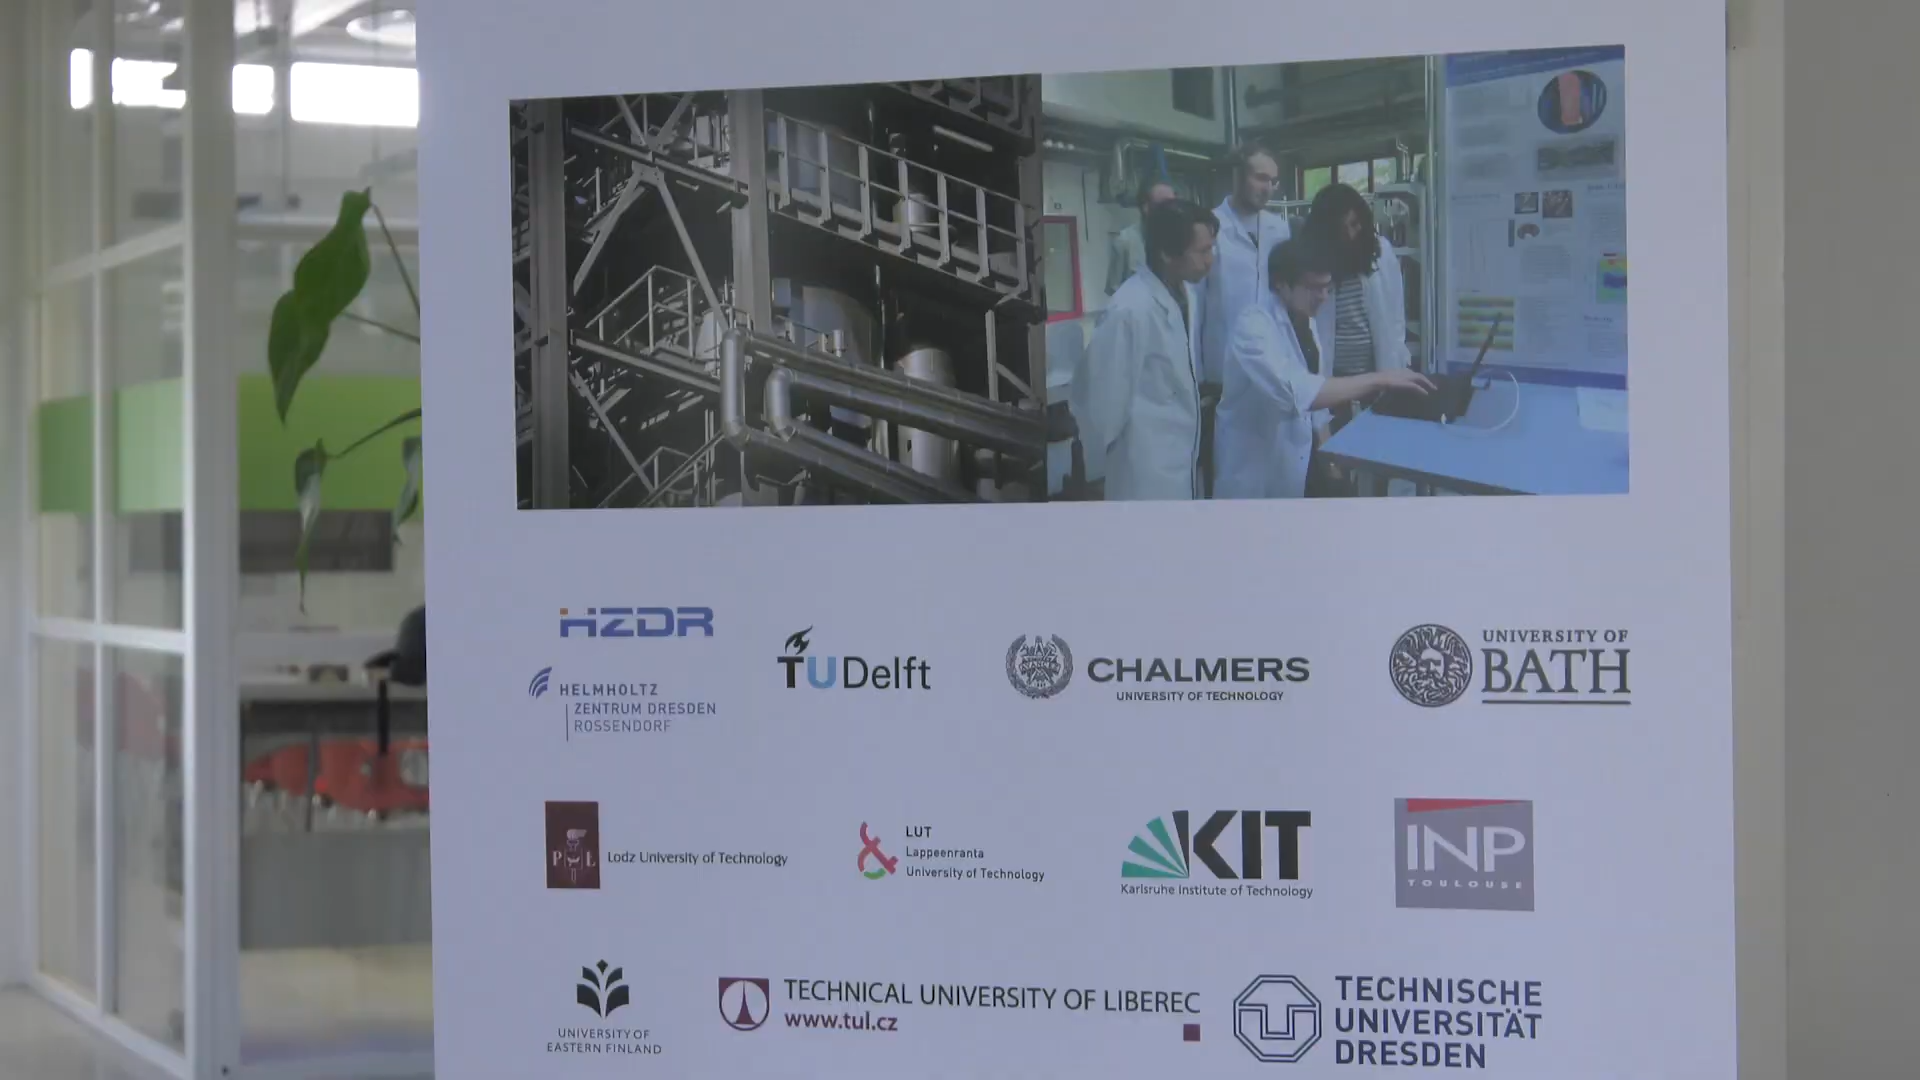 HZDR
HELMHOLTZ
ZENTRUM DRESDEN
ROSSENDORF
TU Delft
CHALMERS
UNIVERSITY OF TECHNOLOGY
UNIVERSITY OF
BATH
P Ł
Lodz University of Technology
LUT
Lappeenranta
University of Technology
KIT
Karlsruhe Institute of Technology
INP
TOULOUSE
UNIVERSITY OF
EASTERN FINLAND
TECHNICAL UNIVERSITY OF LIBEREC
www.tul.cz
TECHNISCHE
UNIVERSITÄT
DRESDEN